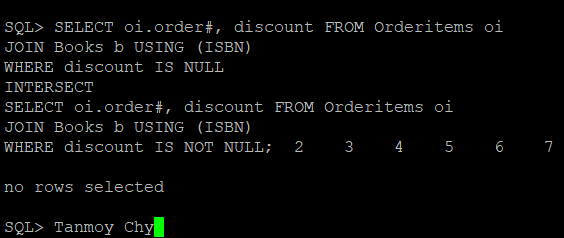 SQL> SELECT oi.order#, discount FROM Orderitems oi
JOIN Books b USING (ISBN)
WHERE discount IS NULL
INTERSECT
SELECT oi.order#, discount FROM Orderitems oi
JOIN Books b USING (ISBN)
WHERE discount IS NOT NULL;  2    3    4    5    6    7
no rows selected
SQL> Tanmoy Chy